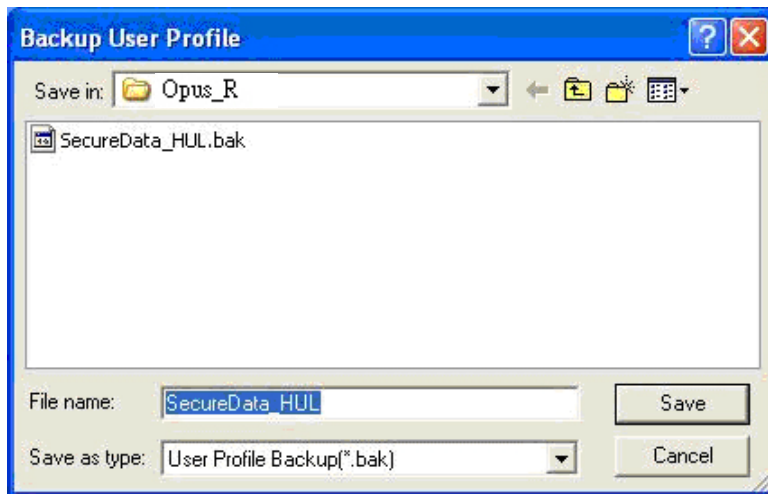 Backup User Profile
Save in: Opus_R
SecureData_HUL.bak
File name: SecureData_HUL Save
Save as type: User Profile Backup(*.bak) Cancel